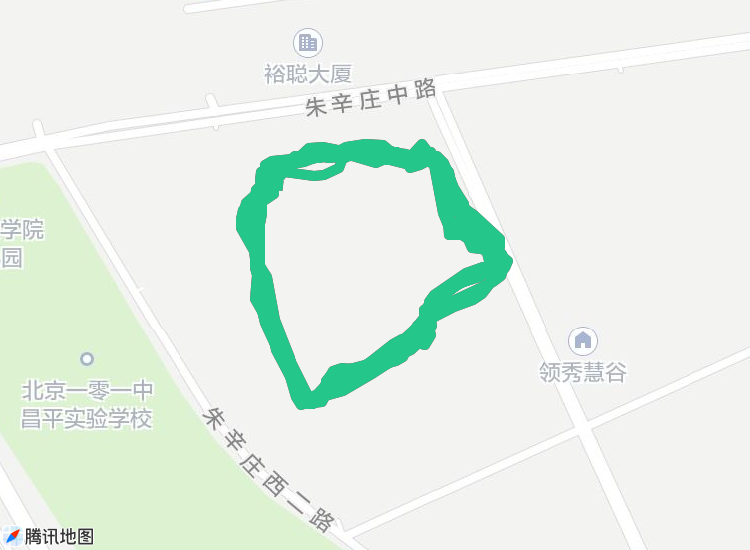 裕聪大厦
朱辛庄中路
学院
园
领秀慧谷
北京一零一中
昌平实验学校
朱辛庄西二路
腾讯地图